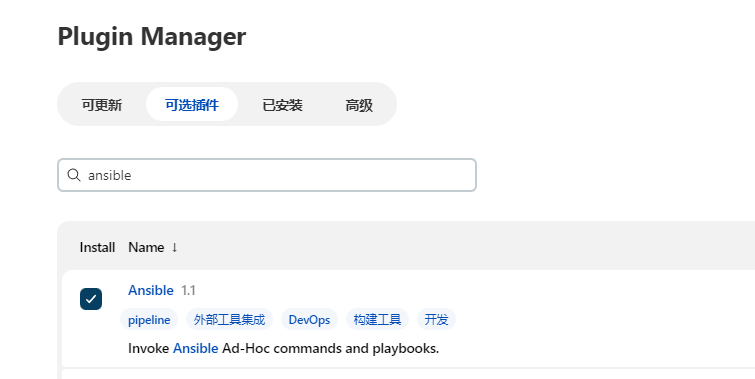 Plugin Manager
可更新 可选插件 已安装 高级
ansible
Install Name ↓
Ansible 1.1
pipeline 外部工具集成 DevOps 构建工具 开发
Invoke Ansible Ad-Hoc commands and playbooks.